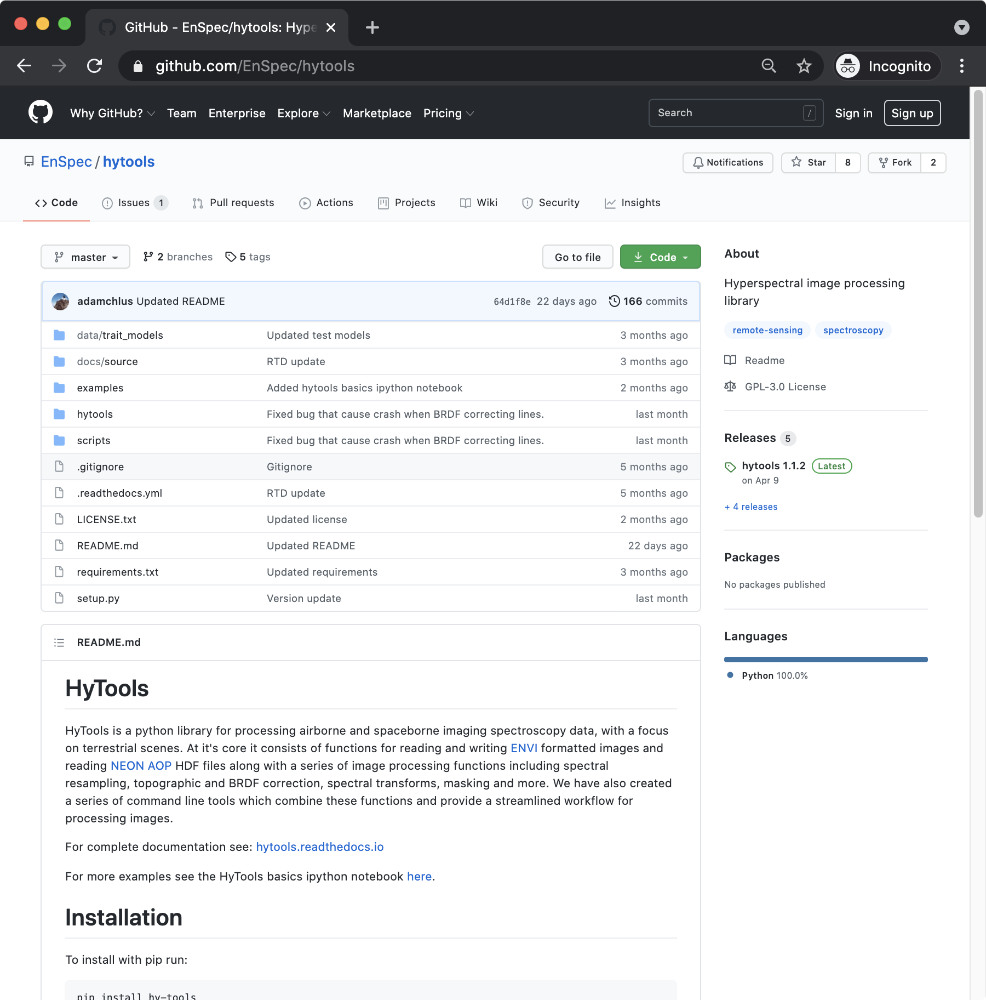 GitHub - EnSpec/hytools: Hype
github.com/EnSpec/hytools
Incognito
Why GitHub? Team Enterprise Explore Marketplace Pricing
Search /
Sign in
Sign up
EnSpec / hytools
Notifications
Star 8
Fork 2
Code
Issues 1
Pull requests
Actions
Projects
Wiki
Security
Insights
master
2 branches
5 tags
Go to file
Code
adamchlus Updated README 64d1f8e 22 days ago 166 commits
data/trait_models Updated test models 3 months ago
docs/source RTD update 3 months ago
examples Added hytools basics ipython notebook 2 months ago
hytools Fixed bug that cause crash when BRDF correcting lines. last month
scripts Fixed bug that cause crash when BRDF correcting lines. last month
.gitignore Gitignore 5 months ago
.readthedocs.yml RTD update 5 months ago
LICENSE.txt Updated license 2 months ago
README.md Updated README 22 days ago
requirements.txt Updated requirements 3 months ago
setup.py Version update last month
README.md
HyTools
HyTools is a python library for processing airborne and spaceborne imaging spectroscopy data, with a focus
on terrestrial scenes. At it's core it consists of functions for reading and writing ENVI formatted images and
reading NEON AOP HDF files along with a series of image processing functions including spectral
resampling, topographic and BRDF correction, spectral transforms, masking and more. We have also created
a series of command line tools which combine these functions and provide a streamlined workflow for
processing images.
For complete documentation see: hytools.readthedocs.io
For more examples see the HyTools basics ipython notebook here.
Installation
To install with pip run:
pip install hy-tools
About
Hyperspectral image processing
library
remote-sensing spectroscopy
Readme
GPL-3.0 License
Releases 5
hytools 1.1.2 Latest
on Apr 9
+ 4 releases
Packages
No packages published
Languages
Python 100.0%